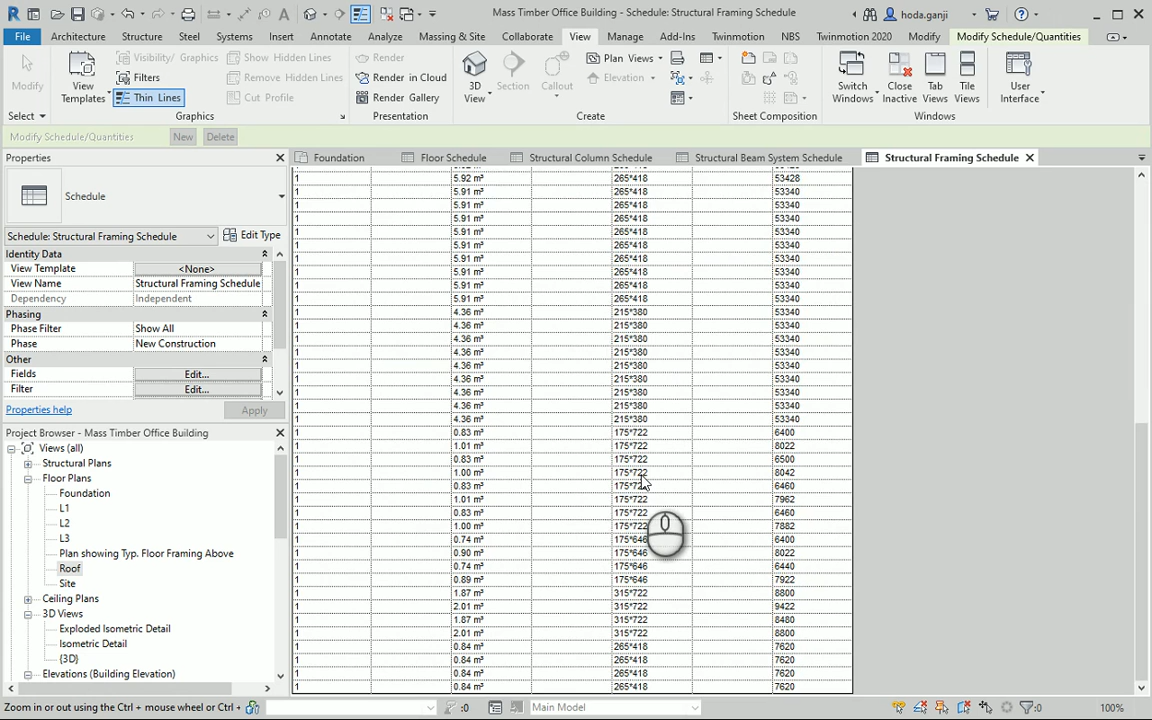 Mass Timber Office Building - Schedule: Structural Framing Schedule
hoda.ganji
File Architecture Structure Steel Systems Insert Annotate Analyze Massing & Site Collaborate View Manage Add-Ins Twinmotion NBS Twinmotion 2020 Modify Modify Schedule/Quantities
Modify
View Templates
Visibility/ Graphics
Filters
Thin Lines
Show Hidden Lines
Remove Hidden Lines
Cut Profile
Render
Render in Cloud
Render Gallery
3D View
Section
Callout
Plan Views
Elevation
Switch Windows
Close Inactive
Tab Views
Tile Views
User Interface
Select Graphics Presentation Create Sheet Composition Windows
Modify Schedule/Quantities New Delete
Properties
Foundation Floor Schedule Structural Column Schedule Structural Beam System Schedule Structural Framing Schedule
Schedule
Schedule: Structural Framing Schedule Edit Type
Identity Data
View Template <None>
View Name Structural Framing Schedule
Dependency Independent
Phasing
Phase Filter Show All
Phase New Construction
Other
Fields Edit...
Filter Edit...
Properties help Apply
Project Browser - Mass Timber Office Building
Views (all)
Structural Plans
Floor Plans
Foundation
L1
L2
L3
Plan showing Typ. Floor Framing Above
Roof
Site
Ceiling Plans
3D Views
Exploded Isometric Detail
Isometric Detail
{3D}
Elevations (Building Elevation)
1 5.92 m³ 265*418 53428
1 5.91 m³ 265*418 53340
1 5.91 m³ 265*418 53340
1 5.91 m³ 265*418 53340
1 5.91 m³ 265*418 53340
1 5.91 m³ 265*418 53340
1 5.91 m³ 265*418 53340
1 5.91 m³ 265*418 53340
1 5.91 m³ 265*418 53340
1 5.91 m³ 265*418 53340
1 4.36 m³ 215*380 53340
1 4.36 m³ 215*380 53340
1 4.36 m³ 215*380 53340
1 4.36 m³ 215*380 53340
1 4.36 m³ 215*380 53340
1 4.36 m³ 215*380 53340
1 4.36 m³ 215*380 53340
1 4.36 m³ 215*380 53340
1 4.36 m³ 215*380 53340
1 0.83 m³ 175*722 6400
1 1.01 m³ 175*722 8022
1 0.83 m³ 175*722 6500
1 1.00 m³ 175*722 8042
1 0.83 m³ 175*722 6460
1 1.01 m³ 175*722 7962
1 0.83 m³ 175*722 6460
1 1.00 m³ 175*722 7882
1 0.74 m³ 175*646 6400
1 0.90 m³ 175*646 8022
1 0.74 m³ 175*646 6440
1 0.89 m³ 175*646 7922
1 1.87 m³ 315*722 8800
1 2.01 m³ 315*722 9422
1 1.87 m³ 315*722 8480
1 2.01 m³ 315*722 8800
1 0.84 m³ 265*418 7620
1 0.84 m³ 265*418 7620
1 0.84 m³ 265*418 7620
1 0.84 m³ 265*418 7620
Zoom in or out using the Ctrl + mouse wheel or Ctrl + :0 Main Model :0 100%